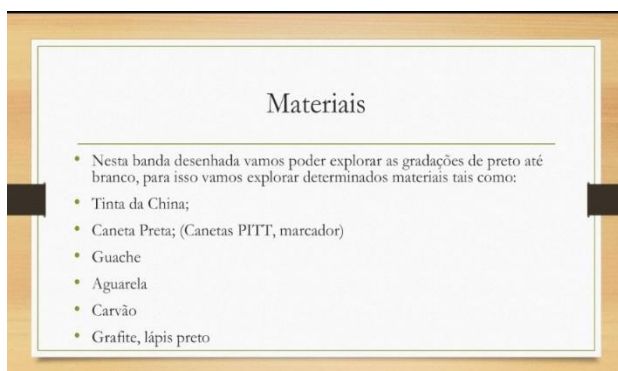 Materiais
• Nesta banda desenhada vamos poder explorar as gradações de preto até
branco, para isso vamos explorar determinados materiais tais como:
• Tinta da China;
• Caneta Preta; (Canetas PITT, marcador)
• Guache
• Aguarela
• Carvão
• Grafite, lápis preto